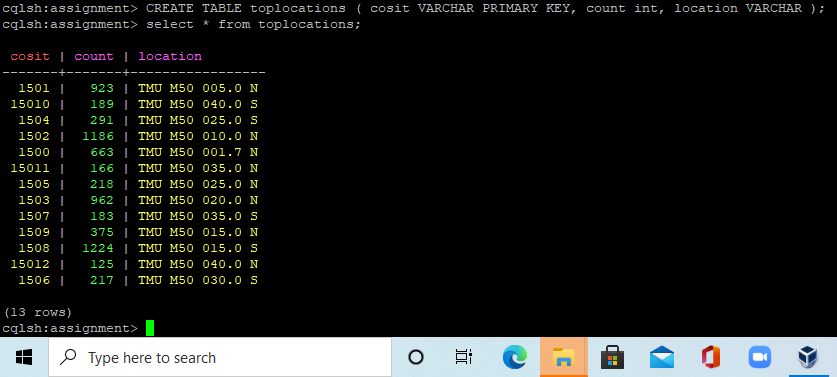 cqlsh:assignment> CREATE TABLE toplocations ( cosit VARCHAR PRIMARY KEY, count int, location VARCHAR );
cqlsh:assignment> select * from toplocations;
cosit | count | location
-------+-------+-----------------
1501 | 923 | TMU M50 005.0 N
15010 | 189 | TMU M50 040.0 S
1504 | 291 | TMU M50 025.0 S
1502 | 1186 | TMU M50 010.0 N
1500 | 663 | TMU M50 001.7 N
15011 | 166 | TMU M50 035.0 N
1505 | 218 | TMU M50 025.0 N
1503 | 962 | TMU M50 020.0 N
1507 | 183 | TMU M50 035.0 S
1509 | 375 | TMU M50 015.0 N
1508 | 1224 | TMU M50 015.0 S
15012 | 125 | TMU M50 040.0 N
1506 | 217 | TMU M50 030.0 S
(13 rows)
cqlsh:assignment>
Type here to search